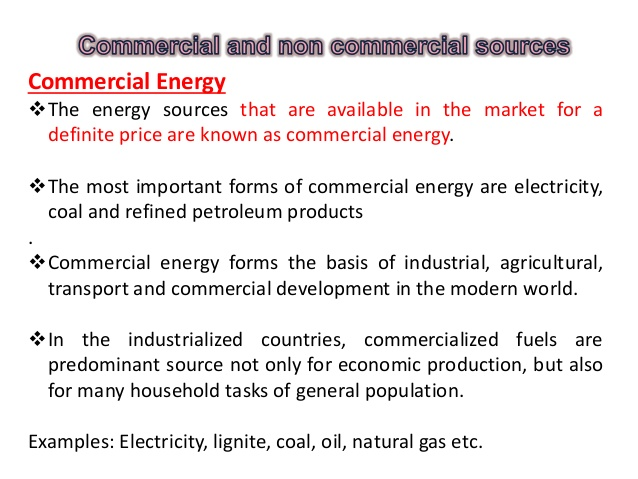 Commercial and non commercial sources
Commercial Energy
❖The energy sources that are available in the market for a
definite price are known as commercial energy.
❖The most important forms of commercial energy are electricity,
coal and refined petroleum products
.
❖Commercial energy forms the basis of industrial, agricultural,
transport and commercial development in the modern world.
❖In the industrialized countries, commercialized fuels are
predominant source not only for economic production, but also
for many household tasks of general population.
Examples: Electricity, lignite, coal, oil, natural gas etc.